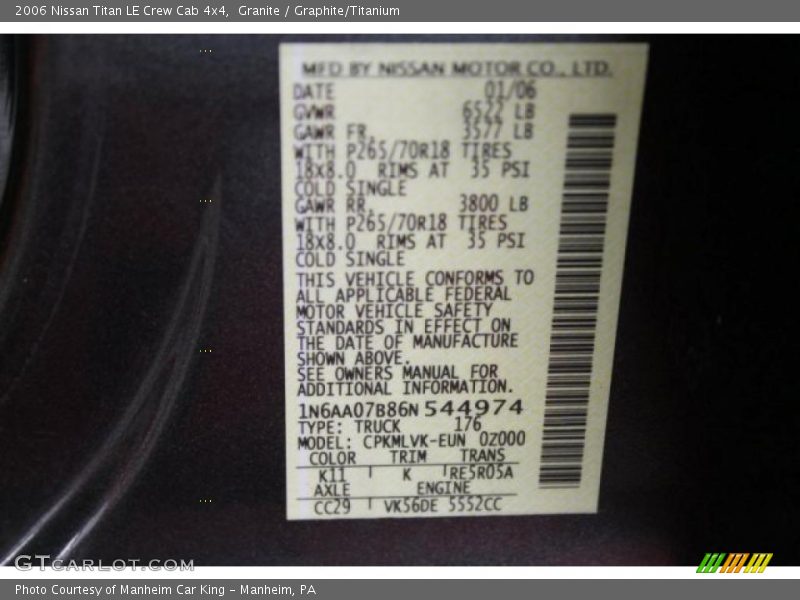 2006 Nissan Titan LE Crew Cab 4x4,  Granite / Graphite/Titanium
MFD BY NISSAN MOTOR CO., LTD.
DATE 01/06
GVWR 6522 LB
GAWR FR. 3577 LB
WITH P265/70R18 TIRES
18X8.0 RIMS AT 35 PSI
COLD SINGLE
GAWR RR. 3800 LB
WITH P265/70R18 TIRES
18X8.0 RIMS AT 35 PSI
COLD SINGLE
THIS VEHICLE CONFORMS TO
ALL APPLICABLE FEDERAL
MOTOR VEHICLE SAFETY
STANDARDS IN EFFECT ON
THE DATE OF MANUFACTURE
SHOWN ABOVE.
SEE OWNERS MANUAL FOR
ADDITIONAL INFORMATION.
1N6AA07B86N544974
TYPE: TRUCK 176
MODEL: CPKMLVK-EUN 0Z000
COLOR TRIM TRANS
K11 K RE5R05A
AXLE ENGINE
CC29 VK56DE 5552CC
GTCARLOT.COM
Photo Courtesy of Manheim Car King - Manheim, PA